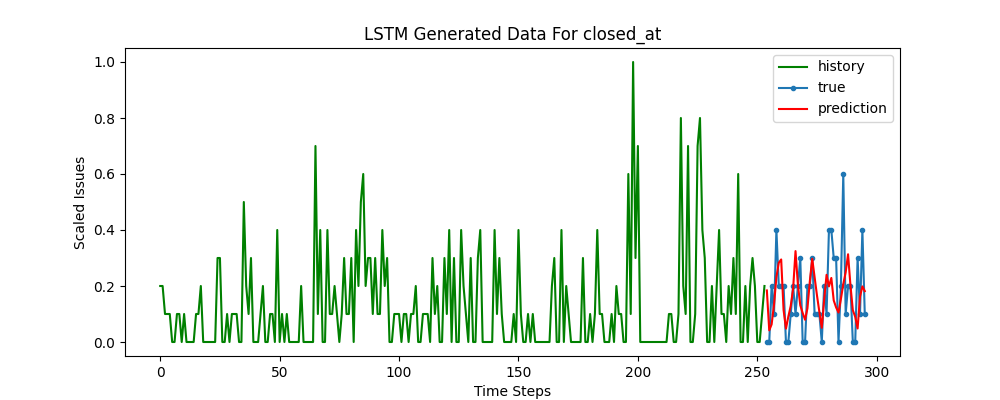 LSTM Generated Data For closed_at
history
true
prediction
1.0
0.8
0.6
0.4
0.2
0.0
Scaled Issues
0 50 100 150 200 250 300
Time Steps